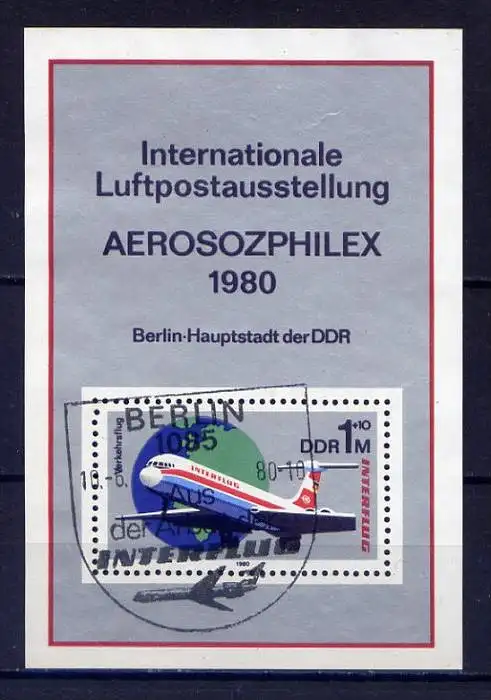 Internationale
Luftpostausstellung
AEROSOZPHILEX
1980
Berlin-Hauptstadt der DDR
Verkehrsflug
1+10
DDR M
INTERFLUG
INTERFLUG
1980
BERLIN
1085
80-10
Aus
der
INTERFLUG